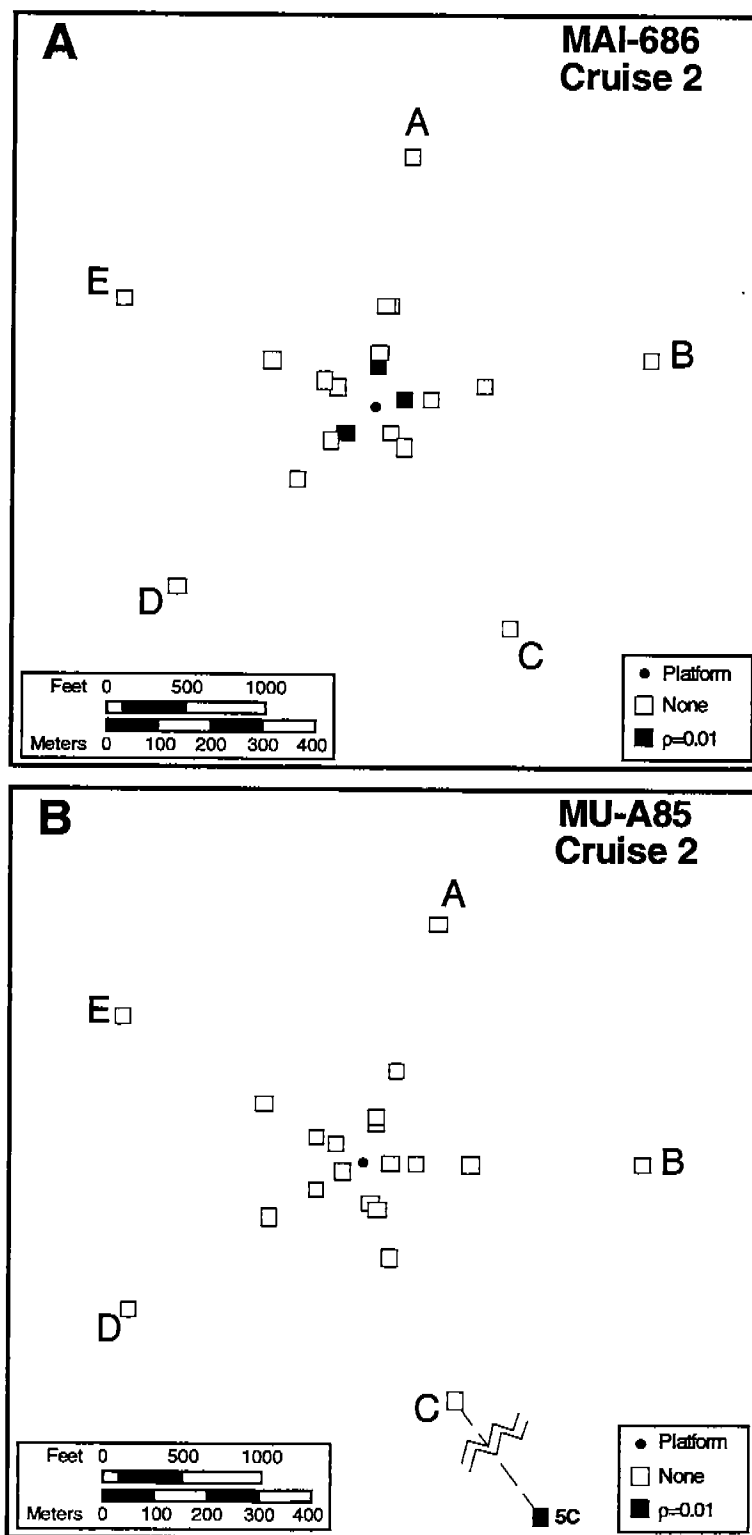 A
MAI-686
Cruise 2
A
E
B
D
C
Feet 0 500 1000
Meters 0 100 200 300 400
Platform
None
ρ=0.01
B
MU-A85
Cruise 2
A
E
B
D
C
5C
Feet 0 500 1000
Meters 0 100 200 300 400
Platform
None
ρ=0.01